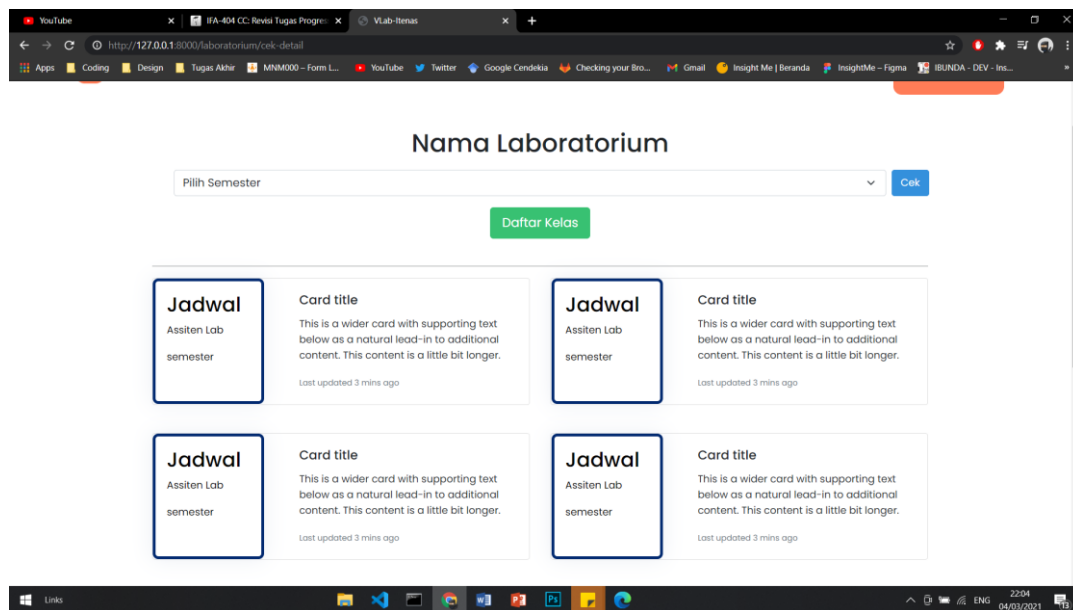 YouTube
IFA-404 CC: Revisi Tugas Progres
VLab-Itenas
http://127.0.0.1:8000/laboratorium/cek-detail
Apps Coding Design Tugas Akhir MNM000 – Form L... YouTube Twitter Google Cendekia Checking your Bro... Gmail Insight Me | Beranda InsightMe – Figma IBUNDA - DEV - Ins...
Nama Laboratorium
Pilih Semester
Cek
Daftar Kelas
Jadwal
Assiten Lab
semester
Card title
This is a wider card with supporting text
below as a natural lead-in to additional
content. This content is a little bit longer.
Last updated 3 mins ago
Jadwal
Assiten Lab
semester
Card title
This is a wider card with supporting text
below as a natural lead-in to additional
content. This content is a little bit longer.
Last updated 3 mins ago
Jadwal
Assiten Lab
semester
Card title
This is a wider card with supporting text
below as a natural lead-in to additional
content. This content is a little bit longer.
Last updated 3 mins ago
Jadwal
Assiten Lab
semester
Card title
This is a wider card with supporting text
below as a natural lead-in to additional
content. This content is a little bit longer.
Last updated 3 mins ago
Links
ENG
22:04
04/03/2021
13